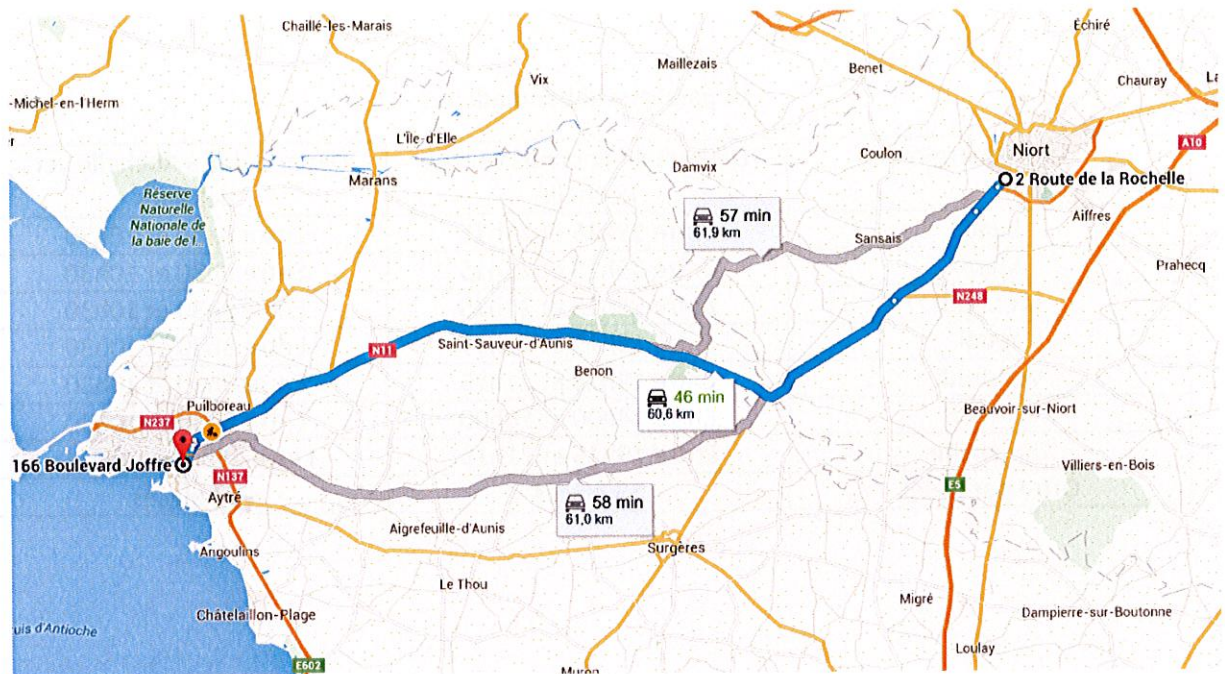 Chaillé-les-Marais
Échiré
Maillezais
Benet
Chauray
La
Vix
-Michel-en-l'Herm
L'Île-d'Elle
A10
Niort
Coulon
Damvix
Marans
2 Route de la Rochelle
Réserve
Naturelle
Nationale de
la baie de l...
Aiffres
57 min
61,9 km
Sansais
Prahecq
N248
Saint-Sauveur-d'Aunis
N11
Benon
46 min
60,6 km
Puilboreau
Beauvoir-sur-Niort
N237
166 Boulevard Joffre
N137
Villiers-en-Bois
E5
Aytré
58 min
61,0 km
Aigrefeuille-d'Aunis
Surgères
Angoulins
Le Thou
Migré
Châtelaillon-Plage
Dampierre-sur-Boutonne
uis d'Antioche
Loulay
E602